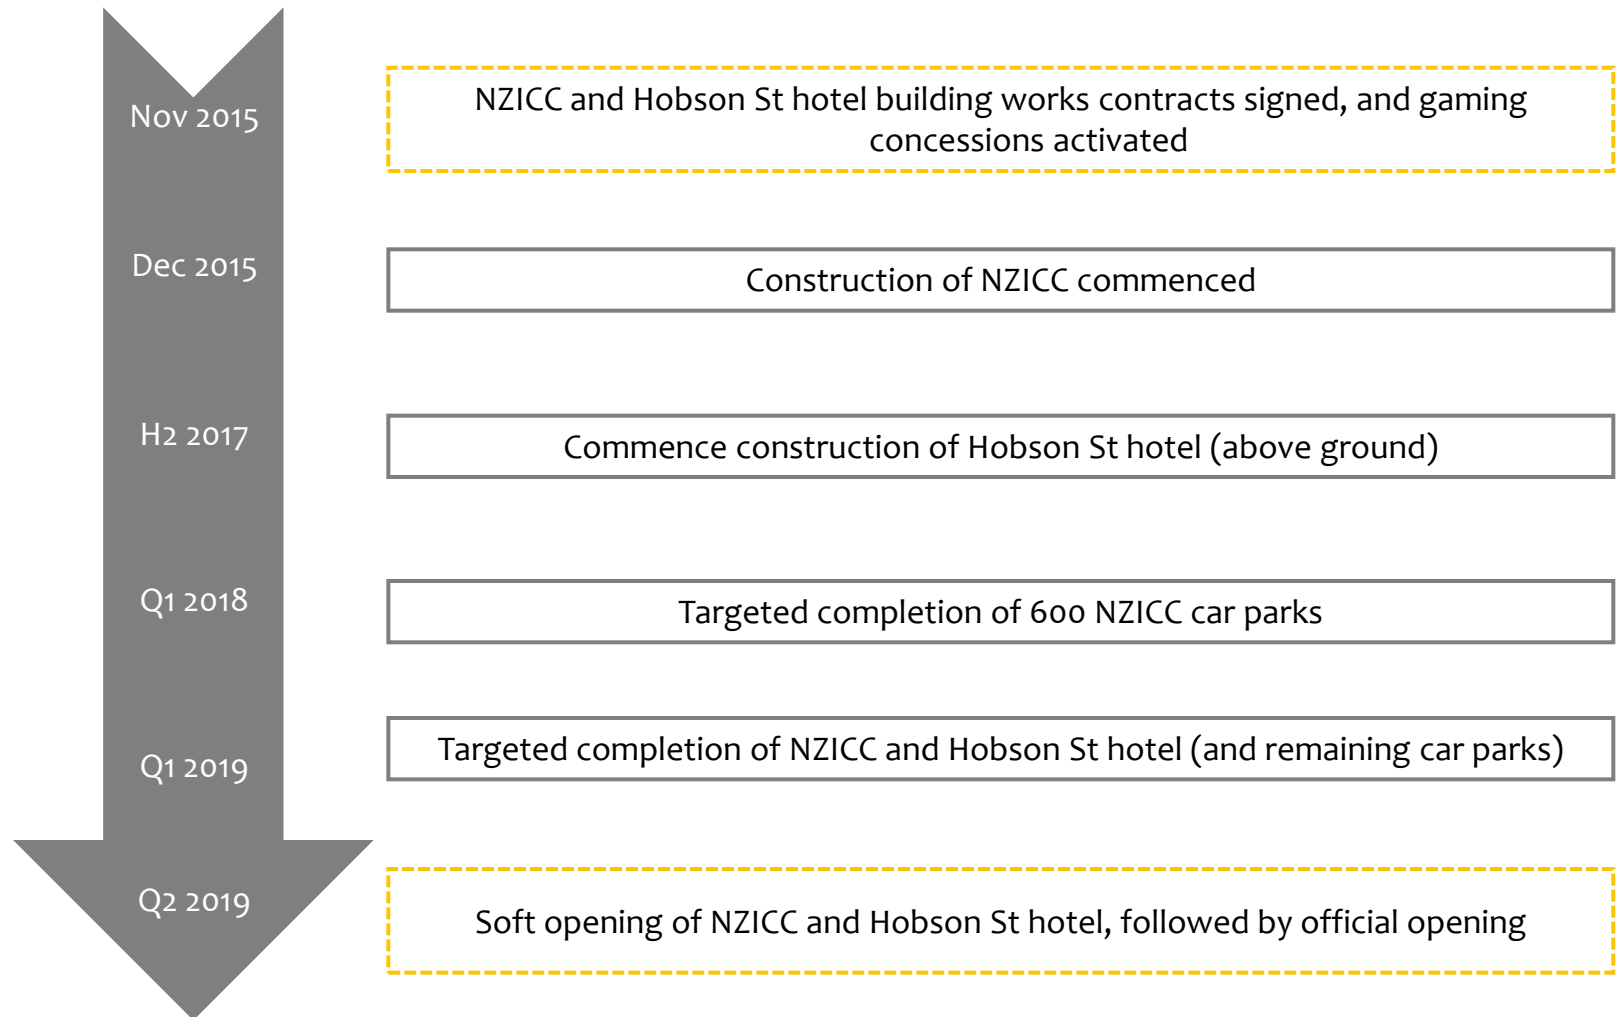 Nov 2015
NZICC and Hobson St hotel building works contracts signed, and gaming
concessions activated
Dec 2015
Construction of NZICC commenced
H2 2017
Commence construction of Hobson St hotel (above ground)
Q1 2018
Targeted completion of 600 NZICC car parks
Q1 2019
Targeted completion of NZICC and Hobson St hotel (and remaining car parks)
Q2 2019
Soft opening of NZICC and Hobson St hotel, followed by official opening